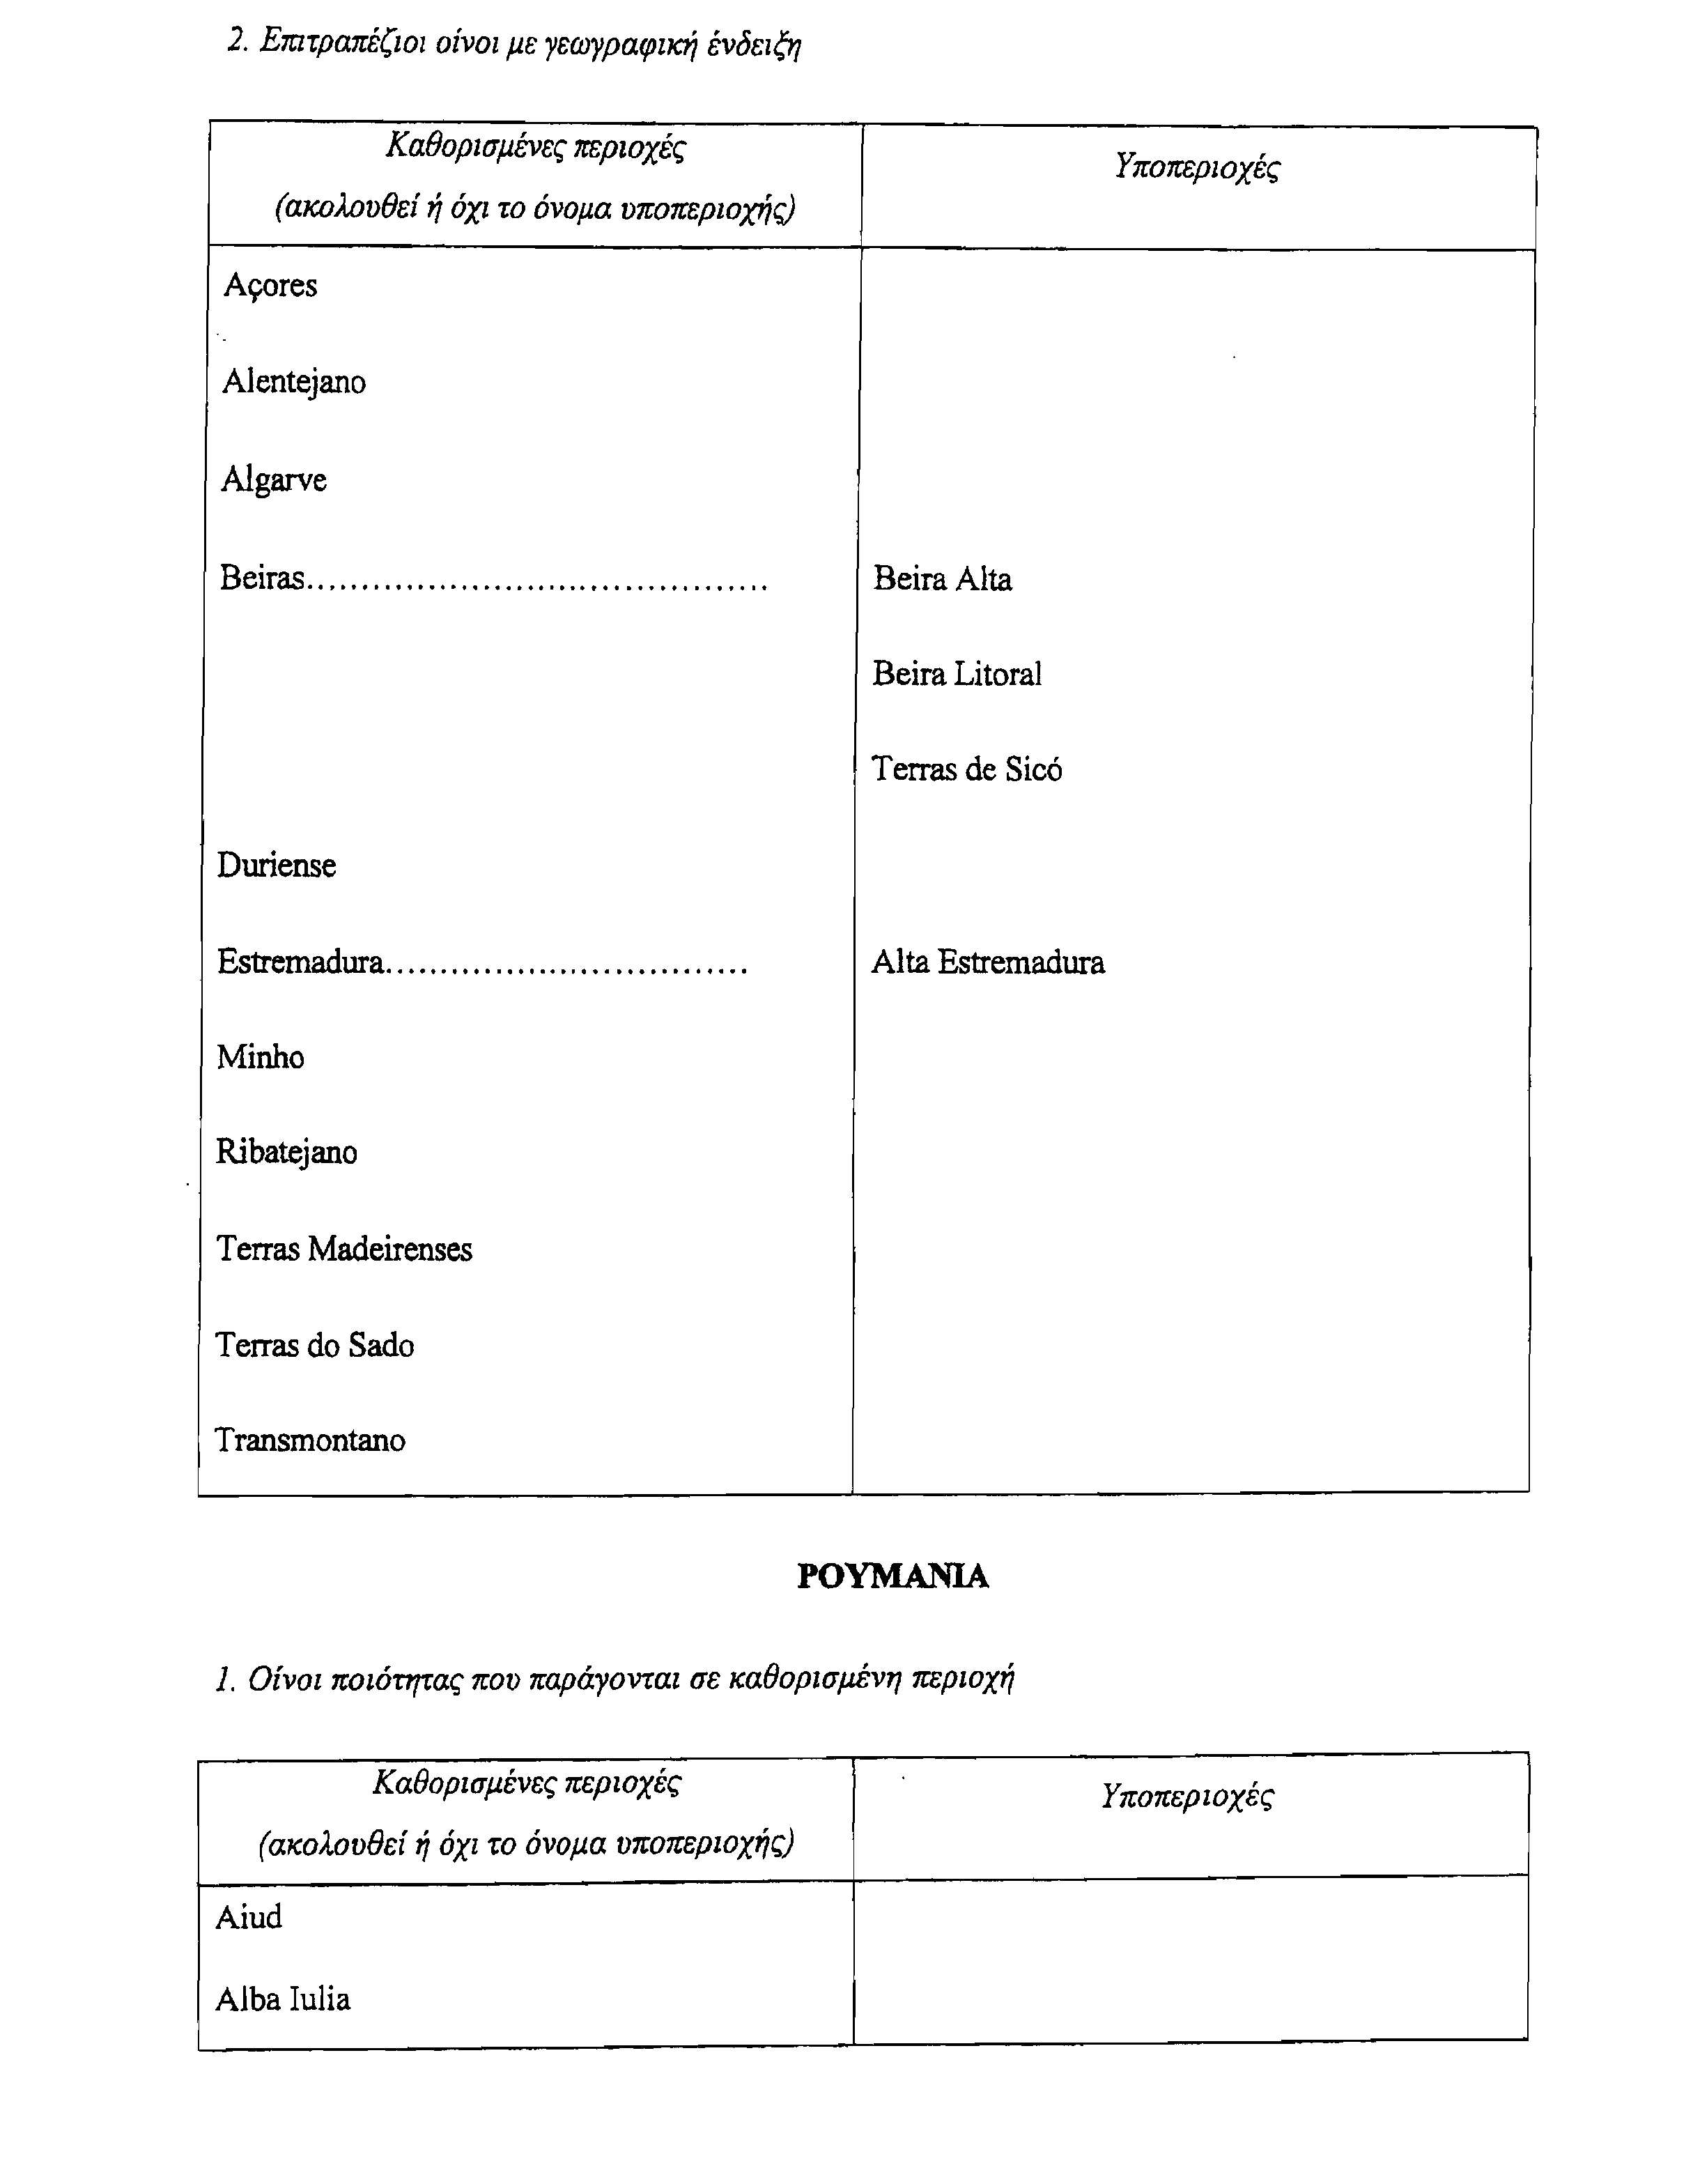 2. Επιτραπέζιοι οίνοι με γεωγραφική ένδειξη
Καθορισμένες περιοχές
(ακολουθεί ή όχι το όνομα υποπεριοχής)
Υποπεριοχές
Açores
Alentejano
Algarve
Beiras....................................... Beira Alta
Beira Litoral
Terras de Sicó
Duriense
Estremadura............................... Alta Estremadura
Minho
Ribatejano
Terras Madeirenses
Terras do Sado
Transmontano
ΡΟΥΜΑΝΙΑ
1. Οίνοι ποιότητας που παράγονται σε καθορισμένη περιοχή
Καθορισμένες περιοχές
(ακολουθεί ή όχι το όνομα υποπεριοχής)
Υποπεριοχές
Aiud
Alba Iulia